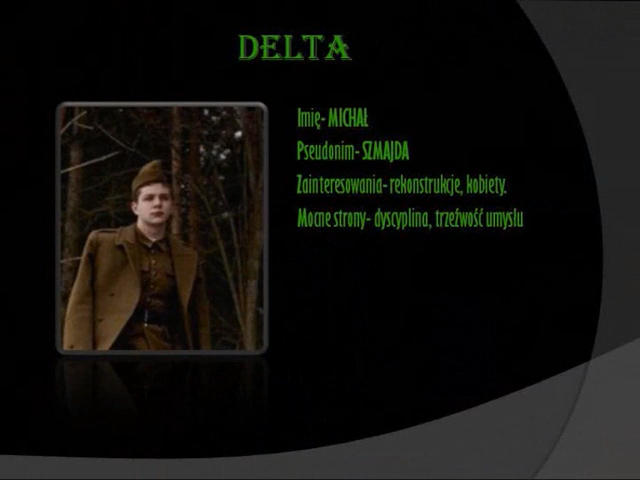 DELTA
Imię- MICHAŁ
Pseudonim- SZMAJDA
Zainteresowania- rekonstrukcje, kobiety.
Mocne strony- dyscyplina, trzeźwość umysłu